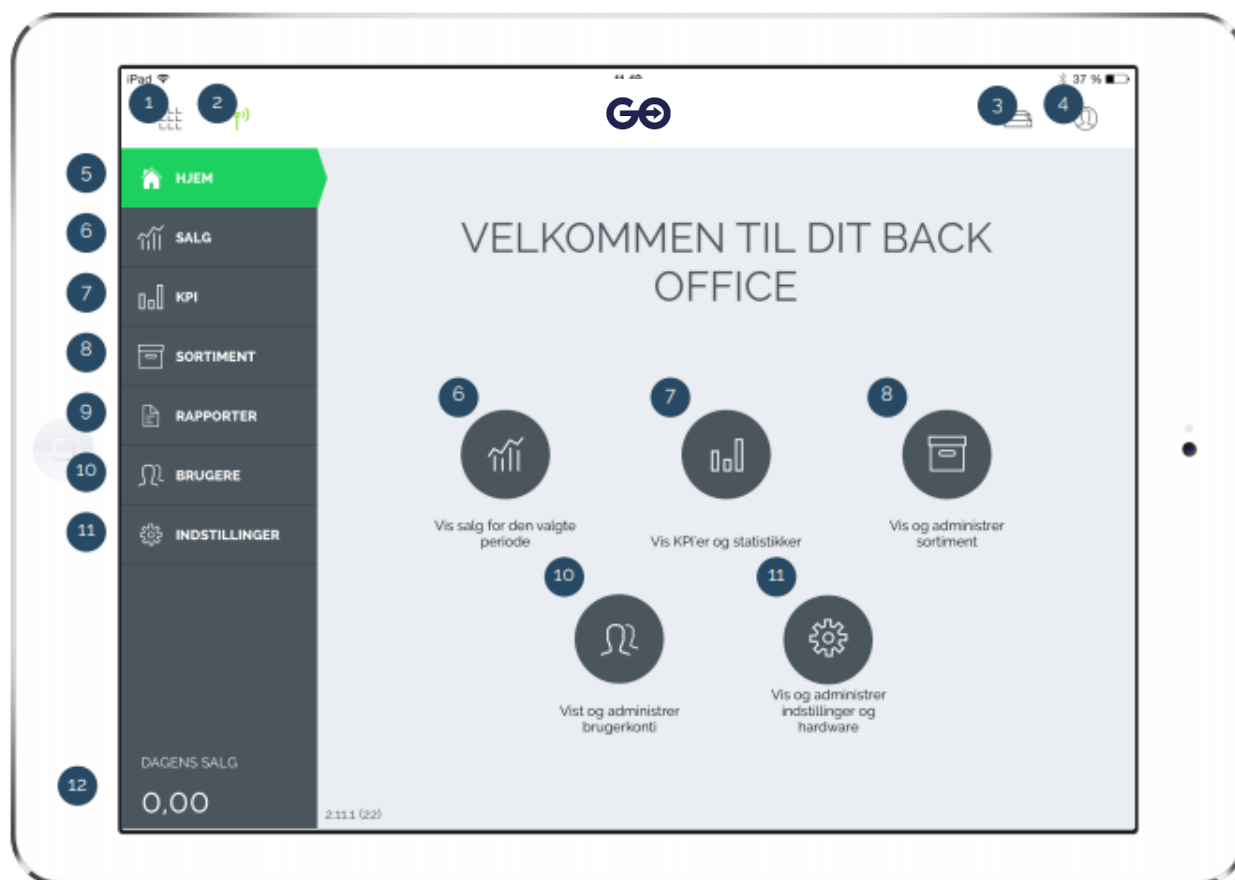 iPad
37 %
1
2
GO
3
4
5
HJEM
6
SALG
7
KPI
8
SORTIMENT
9
RAPPORTER
10
BRUGERE
11
INDSTILLINGER
VELKOMMEN TIL DIT BACK
OFFICE
6
7
8
Vis salg for den valgte
periode
Vis KPI'er og statistikker
Vis og administrer
sortiment
10
11
Vist og administrer
brugerkonti
Vis og administrer
indstillinger og
hardware
12
DAGENS SALG
0,00
2.11.1 (22)